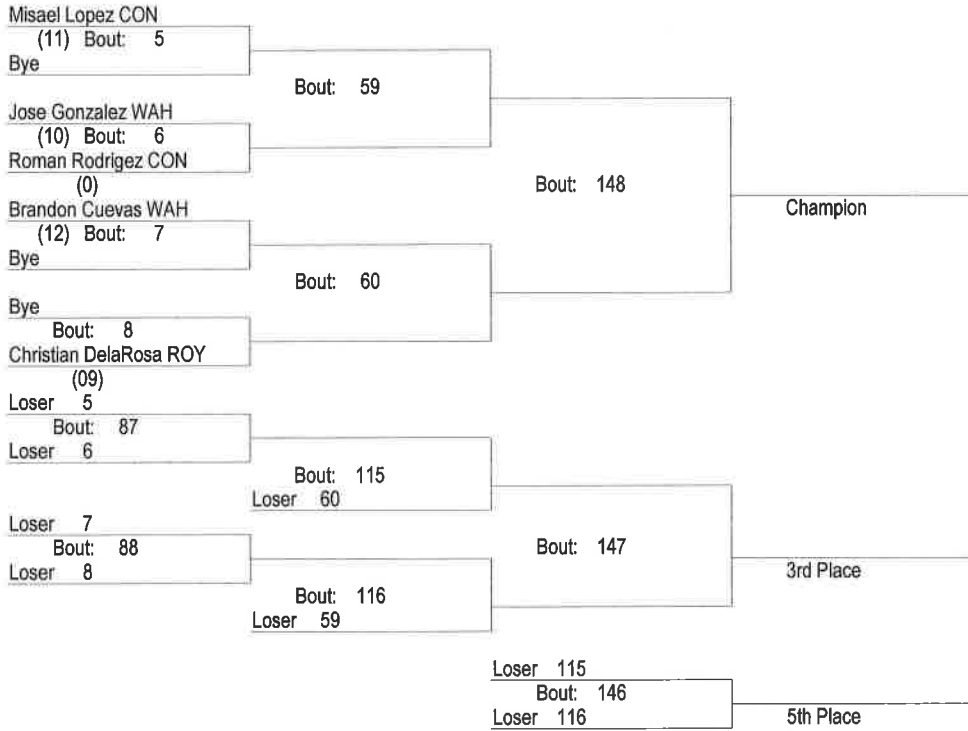 Misael Lopez CON
(11) Bout: 5
Bye
Bout: 59
Jose Gonzalez WAH
(10) Bout: 6
Roman Rodrigez CON
(0)
Bout: 148
Brandon Cuevas WAH
Champion
(12) Bout: 7
Bye
Bout: 60
Bye
Bout: 8
Christian DelaRosa ROY
(09)
Loser 5
Bout: 87
Loser 6
Bout: 115
Loser 60
Loser 7
Bout: 88
Bout: 147
Loser 8
3rd Place
Bout: 116
Loser 59
Loser 115
Bout: 146
Loser 116
5th Place